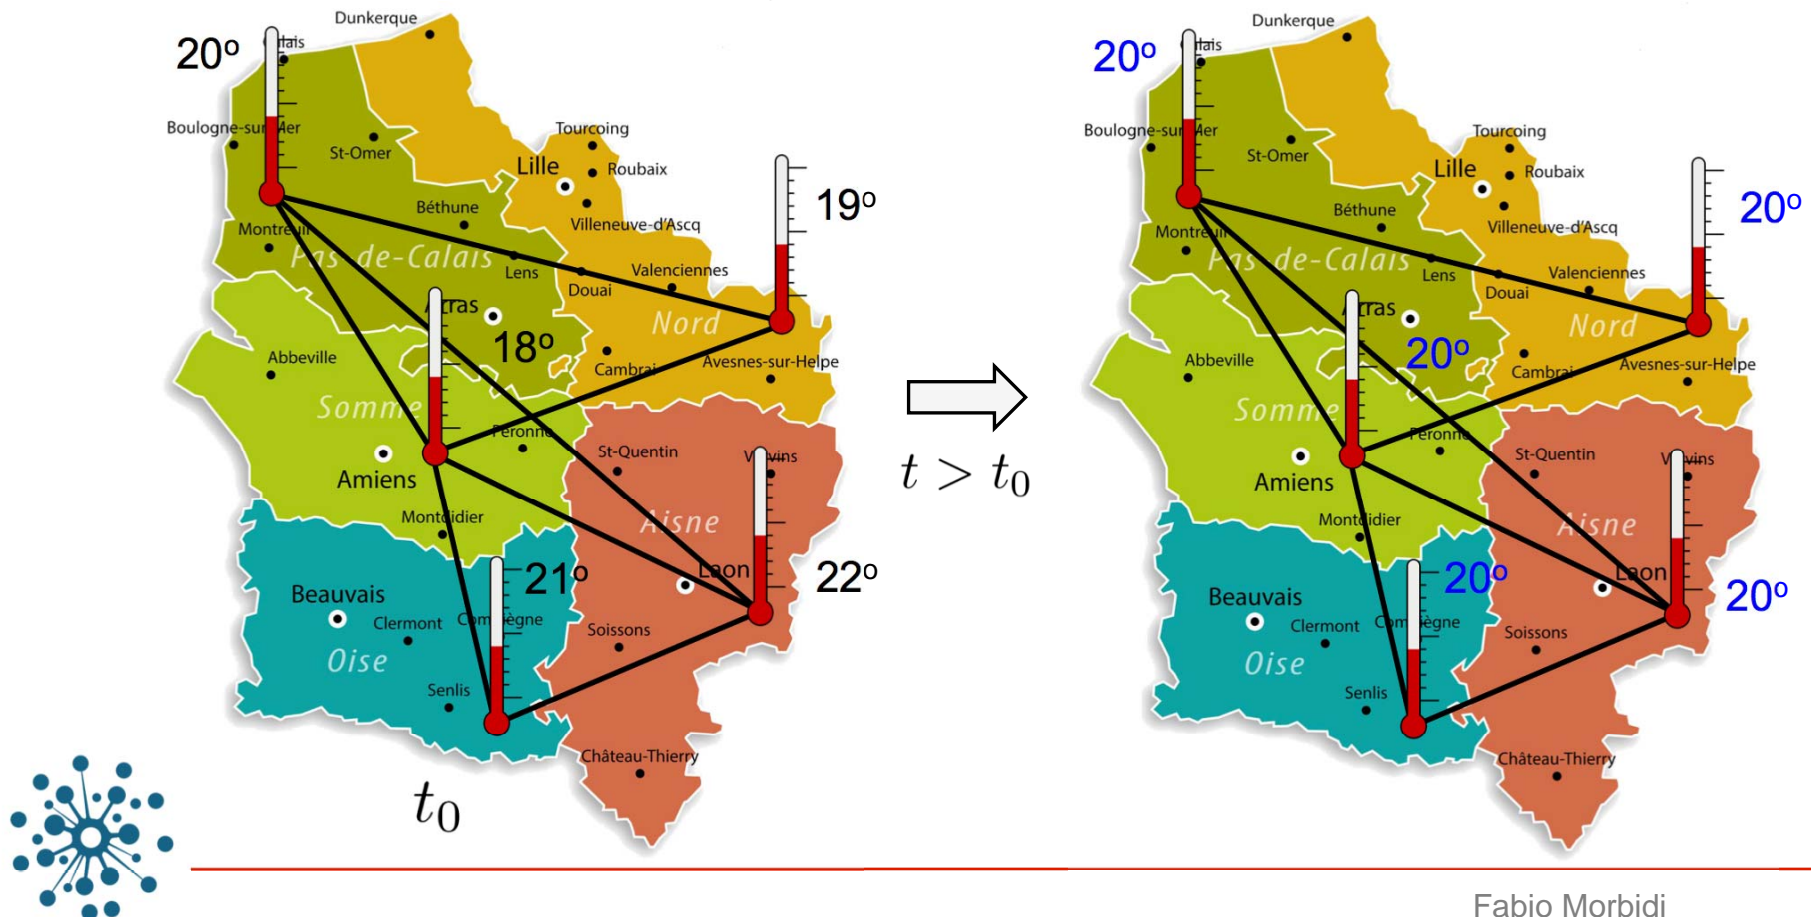 Dunkerque
20º
Boulogne-sur-Mer
St-Omer
Tourcoing
Lille
Roubaix
Béthune
Villeneuve-d'Ascq
19º
Montreuil
Pas-de-Calais
Lens
Douai
Valenciennes
Nord
18º
Abbeville
Cambrai
Avesnes-sur-Helpe
Somme
Péronne
Amiens
St-Quentin
Montdidier
Aisne
Laon
21º
22º
Beauvais
Clermont
Compiègne
Soissons
Oise
Senlis
Château-Thierry
t0
t > t0
Dunkerque
20º
Boulogne-sur-Mer
St-Omer
Tourcoing
Lille
Roubaix
Béthune
Villeneuve-d'Ascq
20º
Montreuil
Pas-de-Calais
Lens
Douai
Valenciennes
Nord
20º
Abbeville
Cambrai
Avesnes-sur-Helpe
Somme
Péronne
Amiens
St-Quentin
Montdidier
Aisne
Laon
20º
20º
Beauvais
Clermont
Compiègne
Soissons
Oise
Senlis
Château-Thierry
Fabio Morbidi